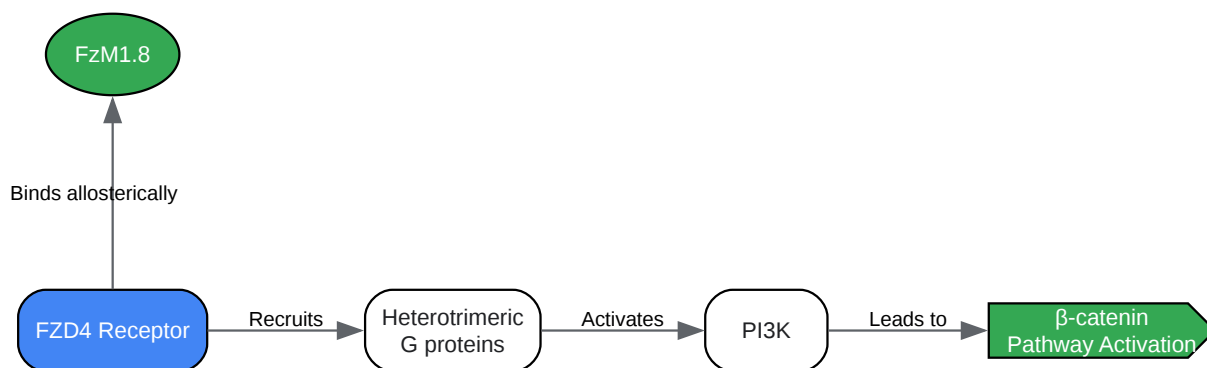 FzM1.8
Binds allosterically
FZD4 Receptor
Recruits
Heterotrimeric
G proteins
Activates
PI3K
Leads to
β-catenin
Pathway Activation